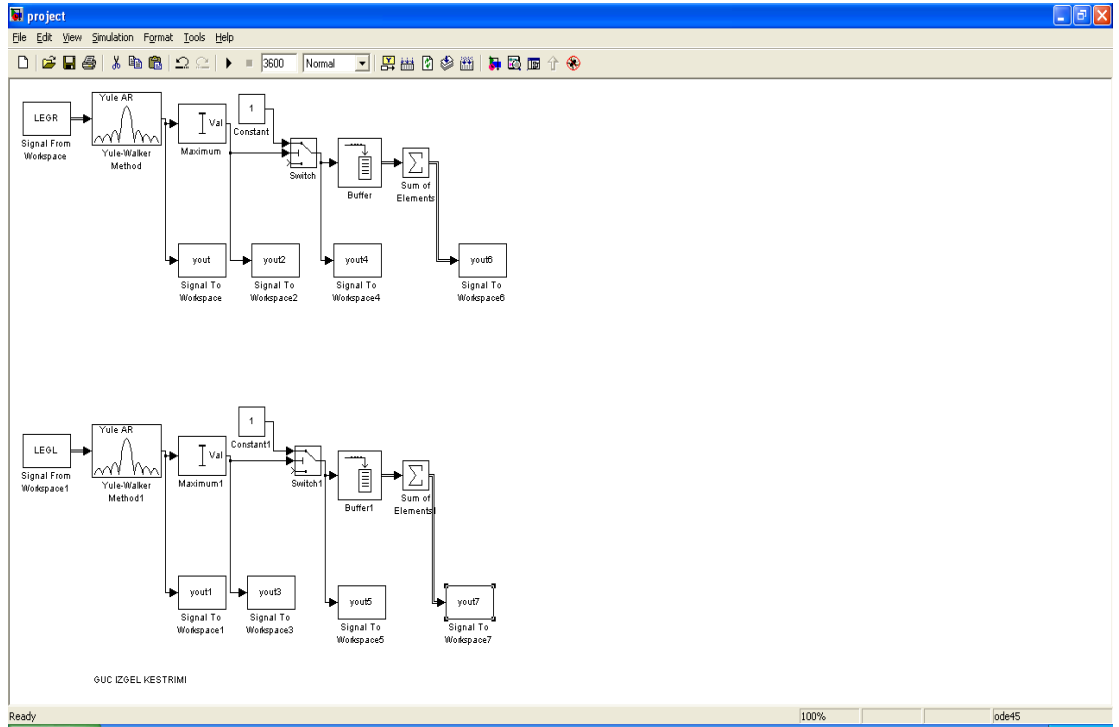 project
File Edit View Simulation Format Tools Help
3600 Normal
LEGR
Signal From
Workspace
Yule AR
Yule-Walker
Method
Val
Maximum
1
Constant
Switch
Buffer
Sum of
Elements
yout
Signal To
Workspace
yout2
Signal To
Workspace2
yout4
Signal To
Workspace4
yout6
Signal To
Workspace6
LEGL
Signal From
Workspace1
Yule AR
Yule-Walker
Method1
Val
Maximum1
1
Constant1
Switch1
Buffer1
Sum of
Elements1
yout1
Signal To
Workspace1
yout3
Signal To
Workspace3
yout5
Signal To
Workspace5
yout7
Signal To
Workspace7
GUC IZGEL KESTRIMI
Ready 100% ode45